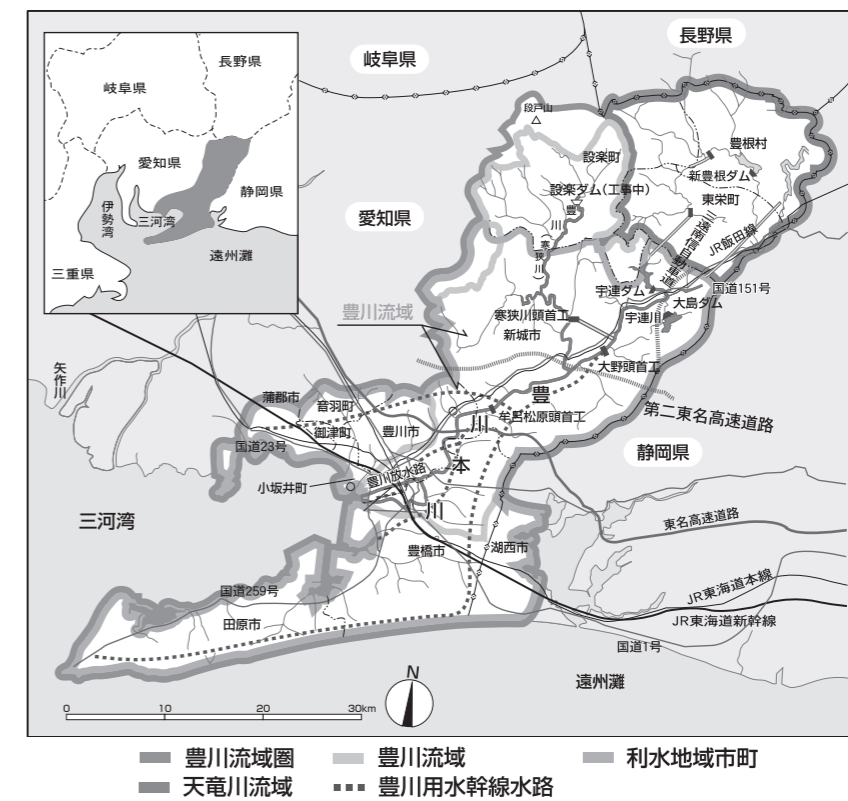 長野県
岐阜県
長野県
岐阜県
愛知県
静岡県
伊勢湾
三河湾
三重県
遠州灘
段戸山
設楽町
設楽ダム(工事中)
豊川
(寒狭川)
豊根村
新豊根ダム
東栄町
三遠南信自動車道
JR飯田線
愛知県
豊川流域
宇連ダム
国道151号
大島ダム
寒狭川頭首工
宇連川
新城市
大野頭首工
矢作川
蒲郡市
音羽町
御津町
豊川市
豊川本川
牟呂松原頭首工
第二東名高速道路
国道23号
静岡県
小坂井町
豊川放水路
三河湾
東名高速道路
豊橋市
湖西市
国道259号
田原市
JR東海道本線
JR東海道新幹線
国道1号
遠州灘
N
0 10 20 30km
豊川流域圏 豊川流域 利水地域市町
天竜川流域 豊川用水幹線水路